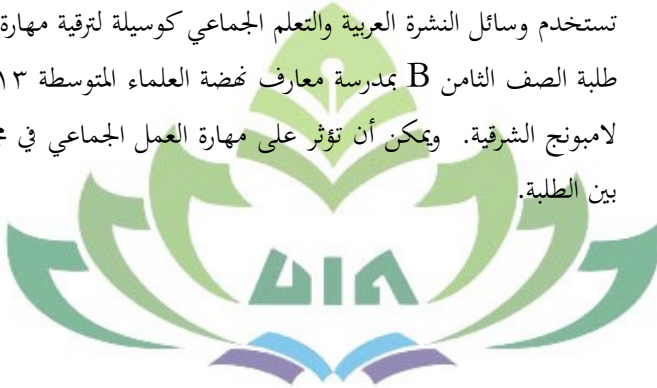 تستخدم وسائل النشرة العربية والتعلم الجماعي كوسيلة لترقية مهارة
طلبة الصف الثامن B بمدرسة معارف نهضة العلماء المتوسطة ١٣
لامبونج الشرقية. ويمكن أن تؤثر على مهارة العمل الجماعي في
بين الطلبة.
UIN